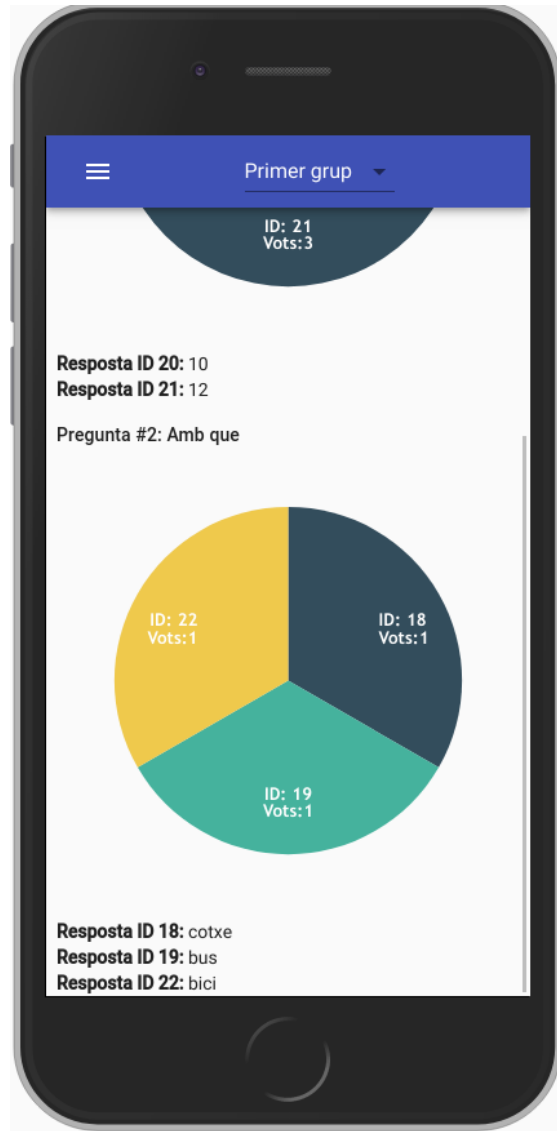 Primer grup
ID: 21
Vots:3
Resposta ID 20: 10
Resposta ID 21: 12
Pregunta #2: Amb que
ID: 22
Vots:1
ID: 18
Vots:1
ID: 19
Vots:1
Resposta ID 18: cotxe
Resposta ID 19: bus
Resposta ID 22: bici